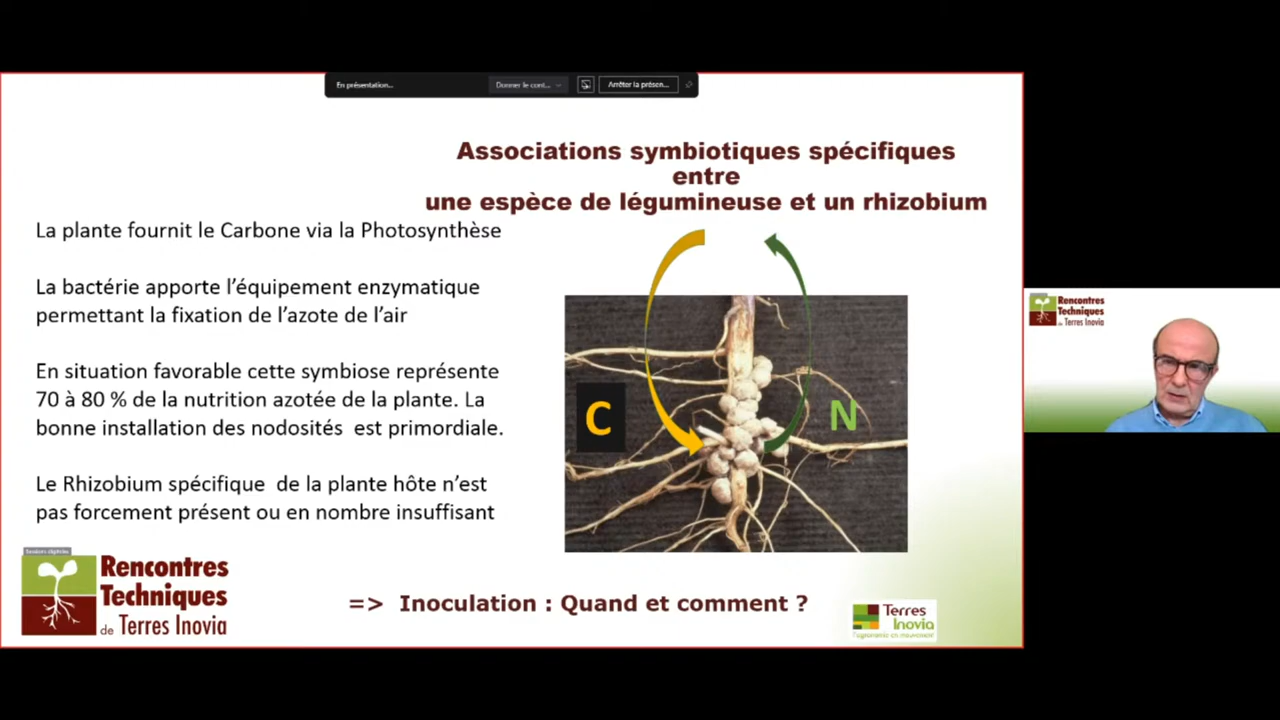 En présentation...
Donner le cont...
Arrêter la présen...
Associations symbiotiques spécifiques
entre
une espèce de légumineuse et un rhizobium
La plante fournit le Carbone via la Photosynthèse
La bactérie apporte l'équipement enzymatique
permettant la fixation de l'azote de l'air
En situation favorable cette symbiose représente
70 à 80 % de la nutrition azotée de la plante. La
bonne installation des nodosités est primordiale.
Le Rhizobium spécifique de la plante hôte n'est
pas forcement présent ou en nombre insuffisant
C
N
Rencontres
Techniques
de Terres Inovia
=> Inoculation : Quand et comment ?
Terres
Inovia
l'agronomie en mouvement
Rencontres
Techniques
de Terres Inovia